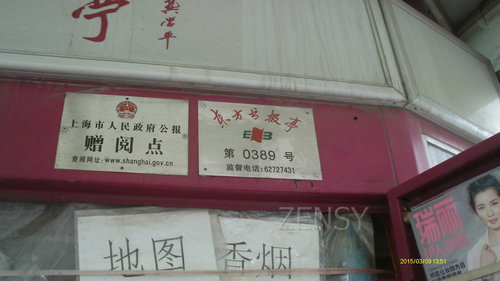 亭
上海市人民政府公报
赠阅点
查阅网址:www.shanghai.gov.cn
东方书报亭
第 0389 号
监督电话:62727431
ZENSY
地图
香烟
瑞丽
2015/03/09 13:51